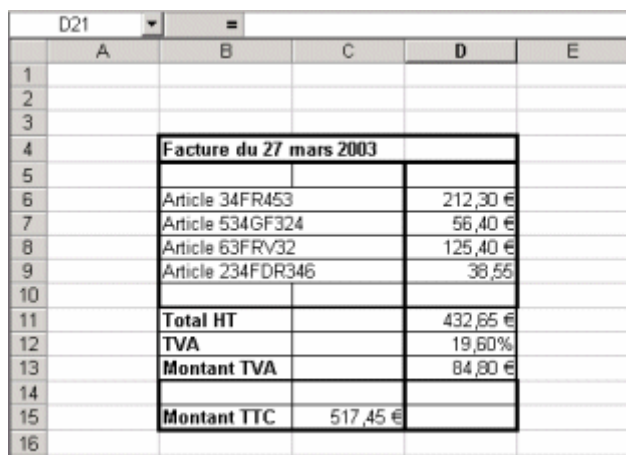 D21 =
A B C D E
1
2
3
4 Facture du 27 mars 2003
5
6 Article 34FR453 212,30 €
7 Article 534GF324 56,40 €
8 Article 63FRV32 125,40 €
9 Article 234FDR346 38,55
10
11 Total HT 432,65 €
12 TVA 19,60%
13 Montant TVA 84,80 €
14
15 Montant TTC 517,45 €
16